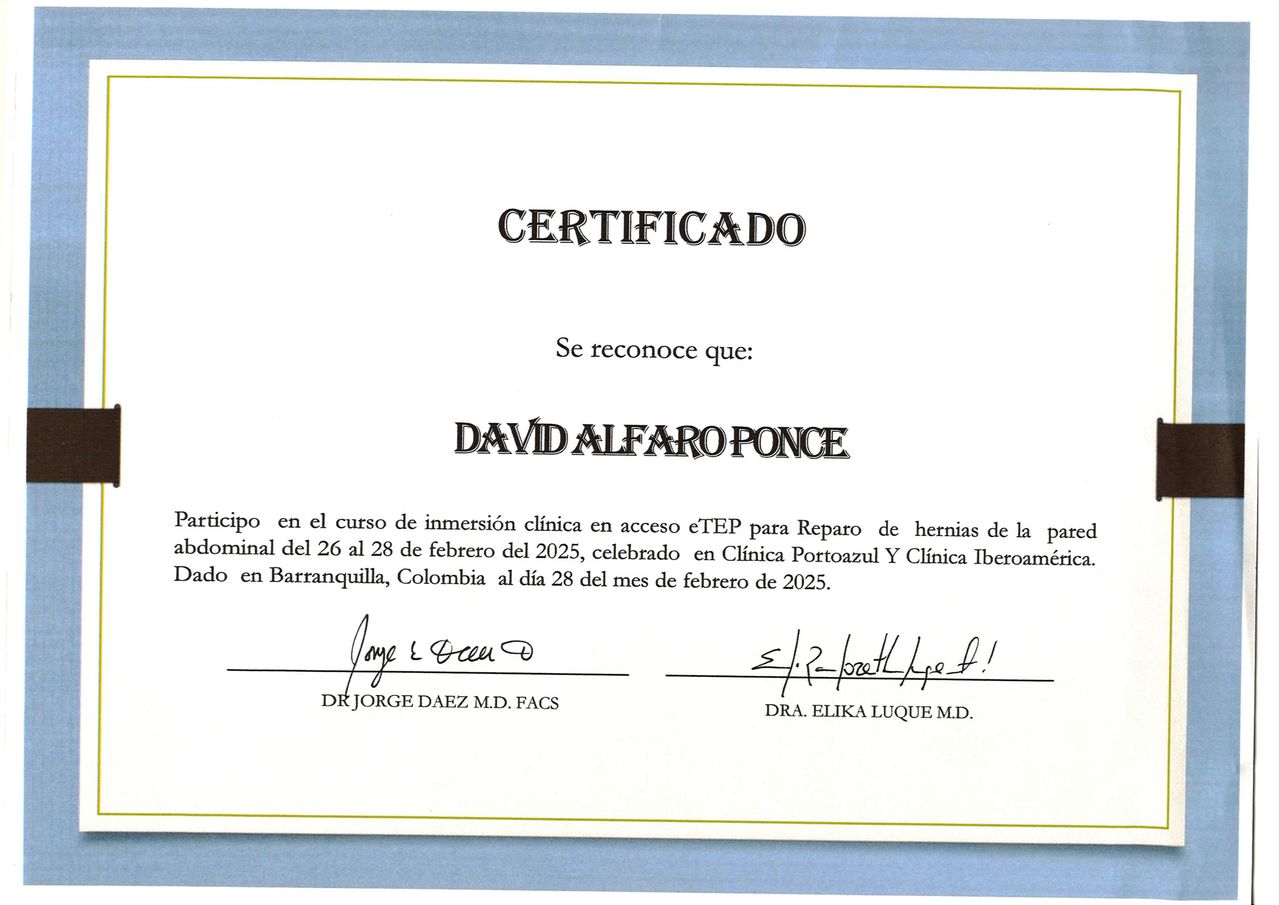 CERTIFICADO
Se reconoce que:
DAVID ALFARO PONCE
Participo en el curso de inmersión clínica en acceso eTEP para Reparo de hernias de la pared
abdominal del 26 al 28 de febrero del 2025, celebrado en Clínica Portoazul Y Clínica Iberoamérica.
Dado en Barranquilla, Colombia al día 28 del mes de febrero de 2025.
Jorge
DR JORGE DAEZ M.D. FACS
DRA. ELIKA LUQUE M.D.